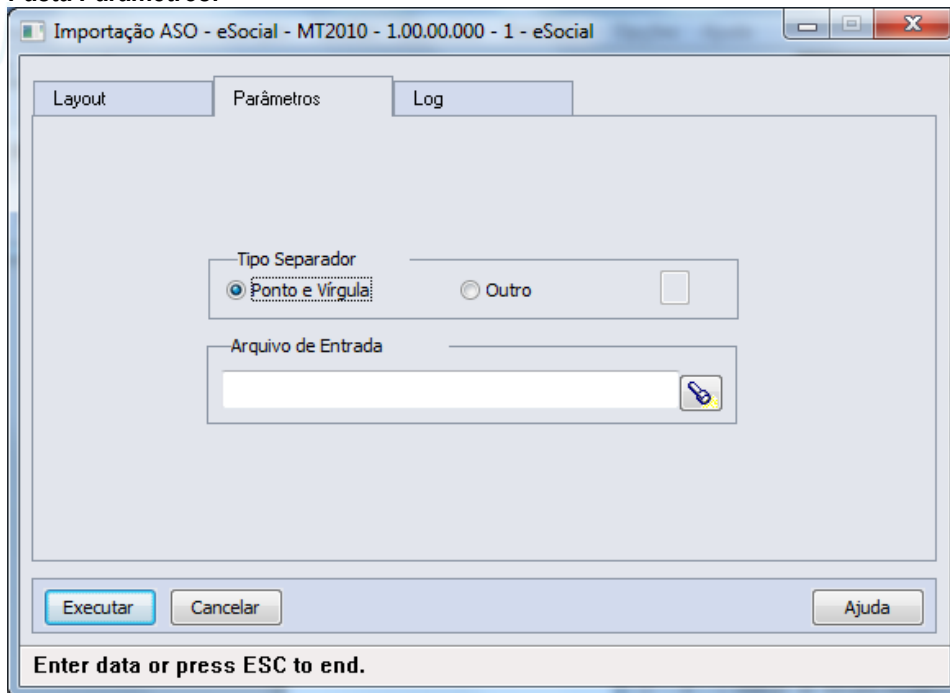 Pasta Parâmetros:
Importação ASO - eSocial - MT2010 - 1.00.00.000 - 1 - eSocial
Layout Parâmetros Log
Tipo Separador
Ponto e Vírgula Outro
Arquivo de Entrada
Executar Cancelar Ajuda
Enter data or press ESC to end.